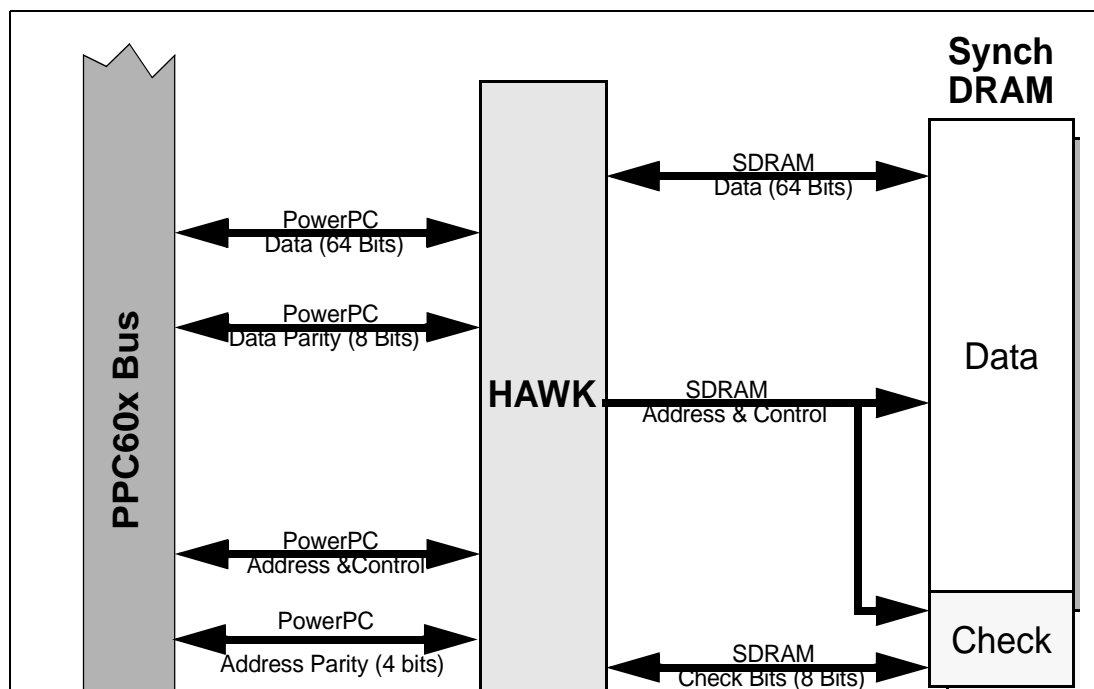 Synch
DRAM
SDRAM
Data (64 Bits)
PowerPC
Data (64 Bits)
PowerPC
Data Parity (8 Bits)
PPC60x Bus
HAWK
SDRAM
Address & Control
Data
PowerPC
Address &Control
PowerPC
Address Parity (4 bits)
Check
SDRAM
Check Bits (8 Bits)